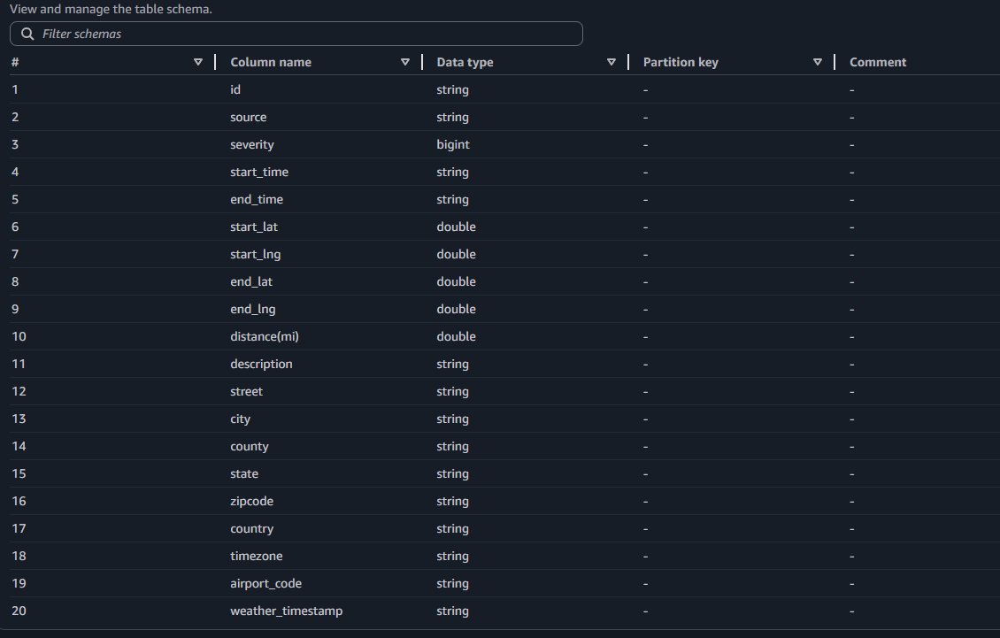 View and manage the table schema.
Filter schemas
# Column name Data type Partition key Comment
1 id string - -
2 source string - -
3 severity bigint - -
4 start_time string - -
5 end_time string - -
6 start_lat double - -
7 start_lng double - -
8 end_lat double - -
9 end_lng double - -
10 distance(mi) double - -
11 description string - -
12 street string - -
13 city string - -
14 county string - -
15 state string - -
16 zipcode string - -
17 country string - -
18 timezone string - -
19 airport_code string - -
20 weather_timestamp string - -